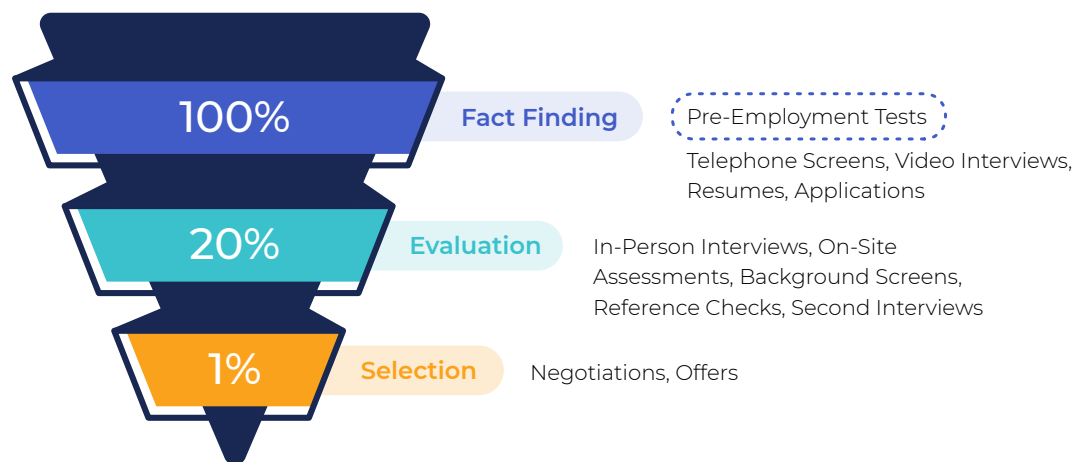 100%
Fact Finding
Pre-Employment Tests
Telephone Screens, Video Interviews,
Resumes, Applications
20%
Evaluation
In-Person Interviews, On-Site
Assessments, Background Screens,
Reference Checks, Second Interviews
1%
Selection
Negotiations, Offers